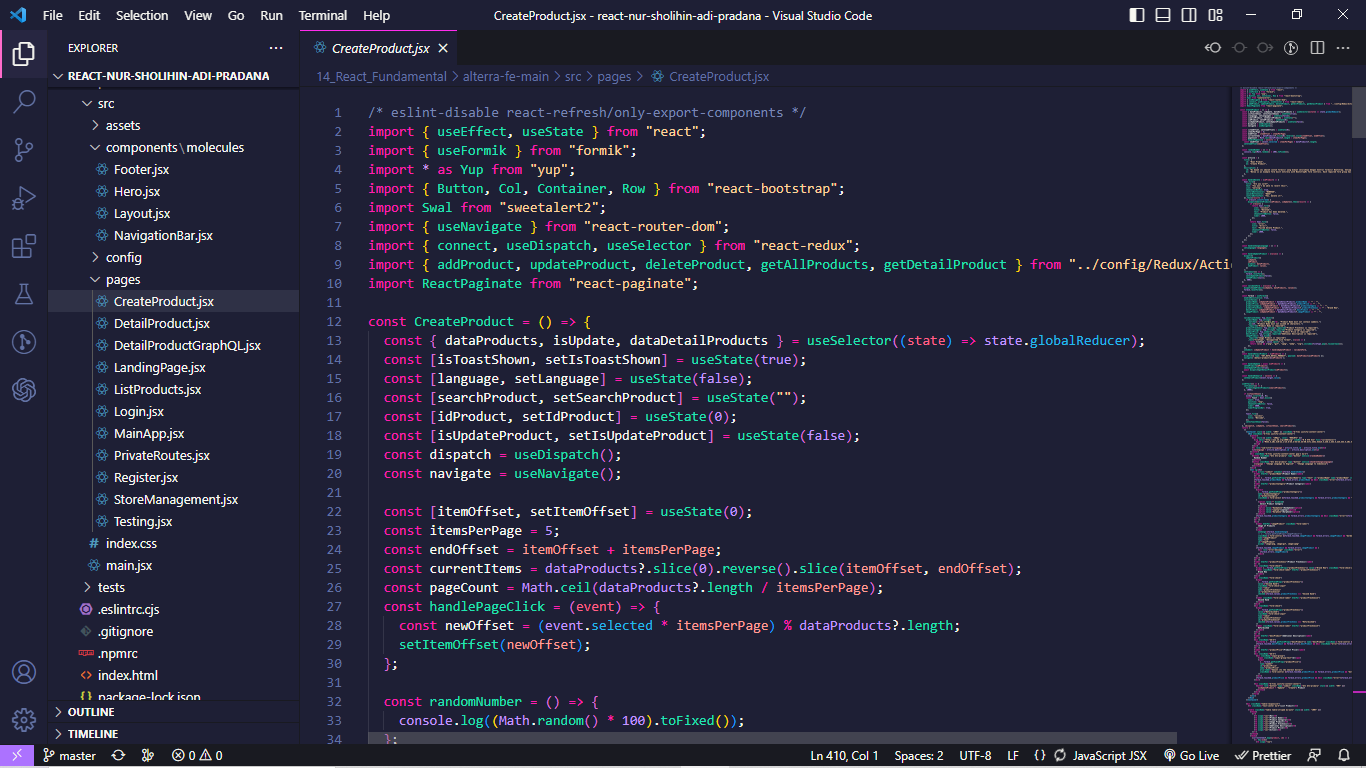 File Edit Selection View Go Run Terminal Help
CreateProduct.jsx - react-nur-sholihin-adi-pradana - Visual Studio Code
EXPLORER
REACT-NUR-SHOLIHIN-ADI-PRADANA
src
assets
components\molecules
Footer.jsx
Hero.jsx
Layout.jsx
NavigationBar.jsx
config
pages
CreateProduct.jsx
DetailProduct.jsx
DetailProductGraphQL.jsx
LandingPage.jsx
ListProducts.jsx
Login.jsx
MainApp.jsx
PrivateRoutes.jsx
Register.jsx
StoreManagement.jsx
Testing.jsx
index.css
main.jsx
tests
.eslintrc.cjs
.gitignore
.npmrc
index.html
package-lock.json
OUTLINE
TIMELINE
CreateProduct.jsx
14_React_Fundamental > alterra-fe-main > src > pages > CreateProduct.jsx
1 /* eslint-disable react-refresh/only-export-components */
2 import { useEffect, useState } from "react";
3 import { useFormik } from "formik";
4 import * as Yup from "yup";
5 import { Button, Col, Container, Row } from "react-bootstrap";
6 import Swal from "sweetalert2";
7 import { useNavigate } from "react-router-dom";
8 import { connect, useDispatch, useSelector } from "react-redux";
9 import { addProduct, updateProduct, deleteProduct, getAllProducts, getDetailProduct } from "../config/Redux/Actio
10 import ReactPaginate from "react-paginate";
11
12 const CreateProduct = () => {
13 const { dataProducts, isUpdate, dataDetailProducts } = useSelector((state) => state.globalReducer);
14 const [isToastShown, setIsToastShown] = useState(true);
15 const [language, setLanguage] = useState(false);
16 const [searchProduct, setSearchProduct] = useState("");
17 const [idProduct, setIdProduct] = useState(0);
18 const [isUpdateProduct, setIsUpdateProduct] = useState(false);
19 const dispatch = useDispatch();
20 const navigate = useNavigate();
21
22 const [itemOffset, setItemOffset] = useState(0);
23 const itemsPerPage = 5;
24 const endOffset = itemOffset + itemsPerPage;
25 const currentItems = dataProducts?.slice(0).reverse().slice(itemOffset, endOffset);
26 const pageCount = Math.ceil(dataProducts?.length / itemsPerPage);
27 const handlePageClick = (event) => {
28 const newOffset = (event.selected * itemsPerPage) % dataProducts?.length;
29 setItemOffset(newOffset);
30 };
31
32 const randomNumber = () => {
33 console.log((Math.random() * 100).toFixed());
34 };
master 0 0 Ln 410, Col 1 Spaces: 2 UTF-8 LF { } JavaScript JSX Go Live Prettier